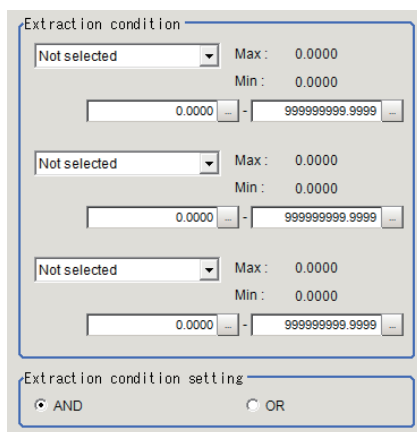 Extraction condition
Not selected Max : 0.0000
Min : 0.0000
0.0000 ... - 999999999.9999 ...
Not selected Max : 0.0000
Min : 0.0000
0.0000 ... - 999999999.9999 ...
Not selected Max : 0.0000
Min : 0.0000
0.0000 ... - 999999999.9999 ...
Extraction condition setting
AND OR